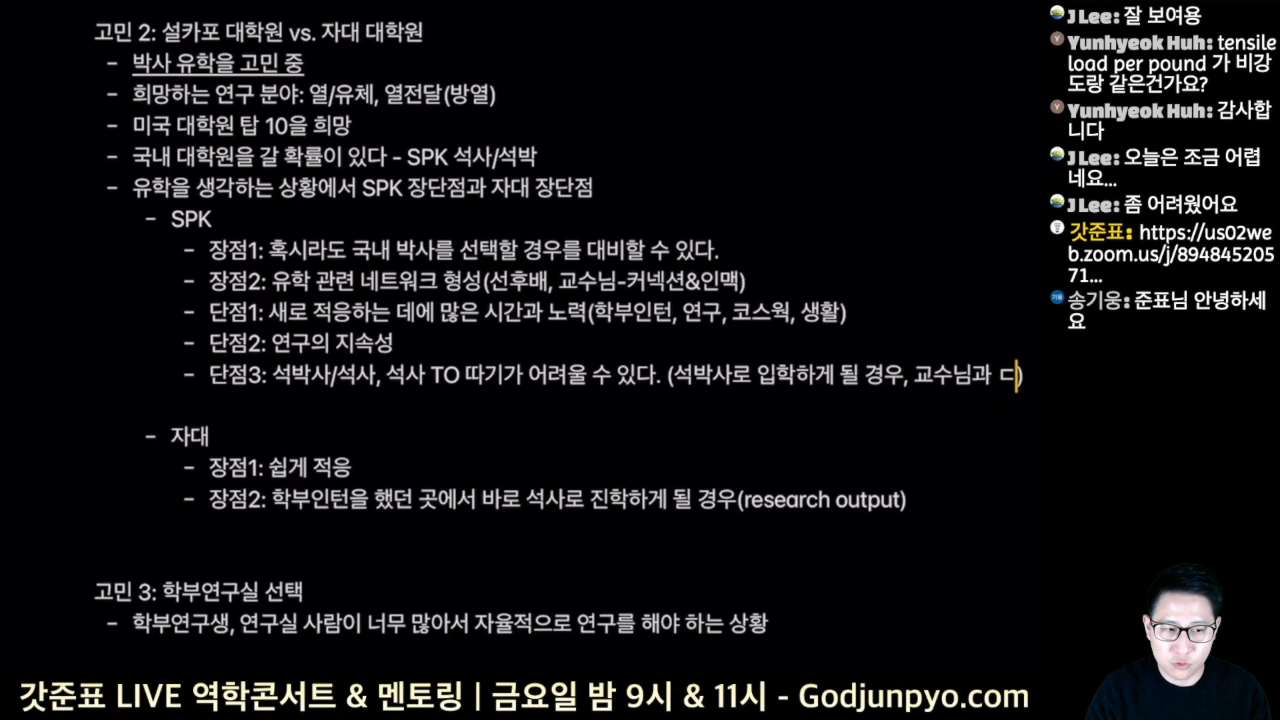 고민 2: 설카포 대학원 vs. 자대 대학원
- 박사 유학을 고민 중
- 희망하는 연구 분야: 열/유체, 열전달(방열)
- 미국 대학원 탑 10을 희망
- 국내 대학원을 갈 확률이 있다 - SPK 석사/석박
- 유학을 생각하는 상황에서 SPK 장단점과 자대 장단점
- SPK
- 장점1: 혹시라도 국내 박사를 선택할 경우를 대비할 수 있다.
- 장점2: 유학 관련 네트워크 형성(선후배, 교수님-커넥션&인맥)
- 단점1: 새로 적응하는 데에 많은 시간과 노력(학부인턴, 연구, 코스웍, 생활)
- 단점2: 연구의 지속성
- 단점3: 석박사/석사, 석사 TO 따기가 어려울 수 있다. (석박사로 입학하게 될 경우, 교수님과 ㄷ)
- 자대
- 장점1: 쉽게 적응
- 장점2: 학부인턴을 했던 곳에서 바로 석사로 진학하게 될 경우(research output)
고민 3: 학부연구실 선택
- 학부연구생, 연구실 사람이 너무 많아서 자율적으로 연구를 해야 하는 상황
J Lee: 잘 보여용
Y Yunhyeok Huh: tensile
load per pound 가 비강
도랑 같은건가요?
Y Yunhyeok Huh: 감사합
니다
J Lee: 오늘은 조금 어렵
네요...
J Lee: 좀 어려웠어요
갓준표: https://us02we
b.zoom.us/j/894845205
71...
기웅 송기웅: 준표님 안녕하세
요
갓준표 LIVE 역학콘서트 & 멘토링 | 금요일 밤 9시 & 11시 - Godjunpyo.com